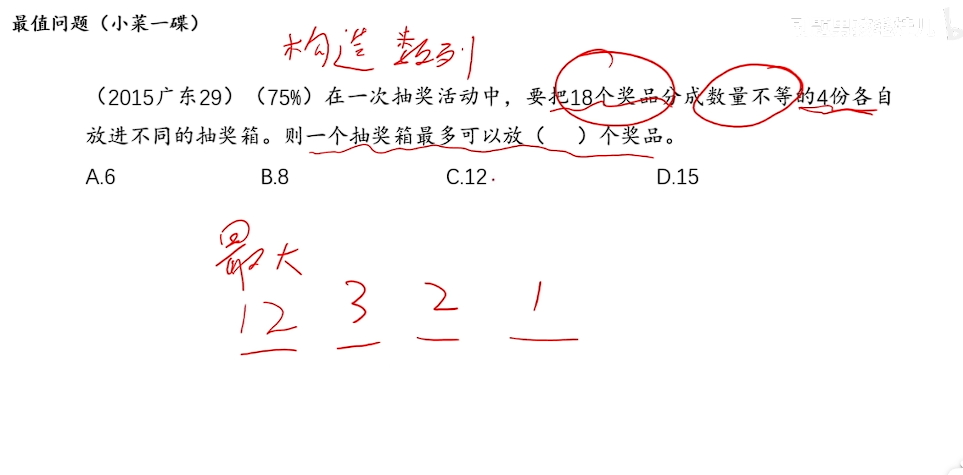 最值问题（小菜一碟）
构造数列
（2015广东29）（75%）在一次抽奖活动中，要把18个奖品分成数量不等的4份各自
放进不同的抽奖箱。则一个抽奖箱最多可以放（　）个奖品。
A.6 B.8 C.12 D.15
最大
12 3 2 1